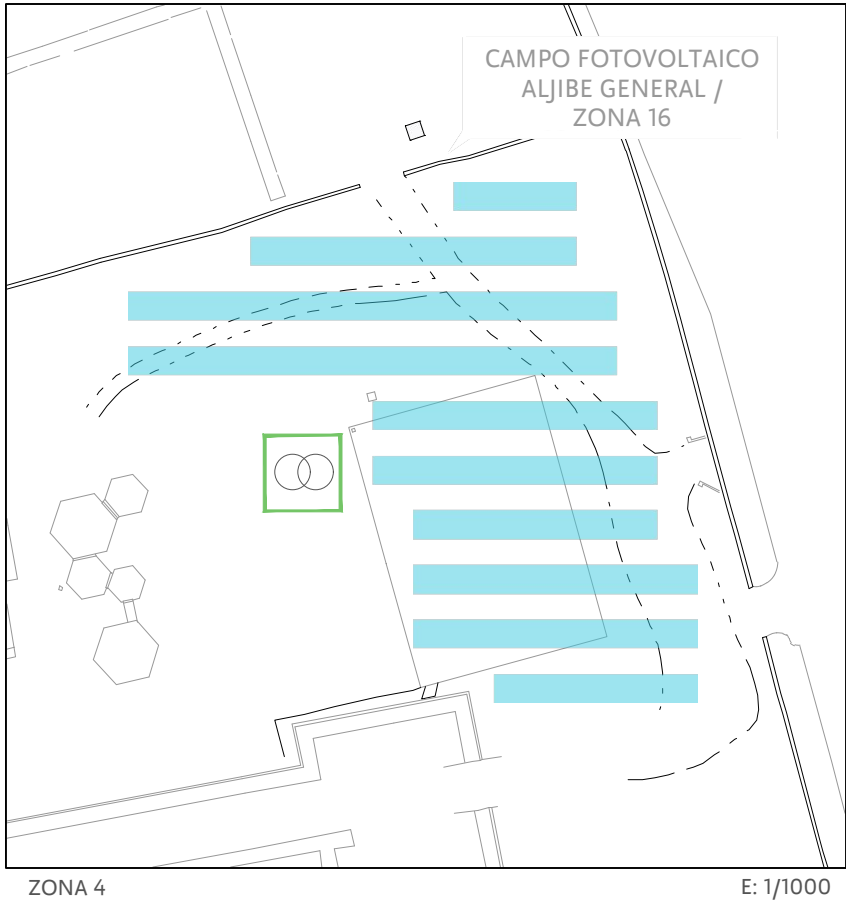 CAMPO FOTOVOLTAICO
ALJIBE GENERAL /
ZONA 16
ZONA 4
E: 1/1000